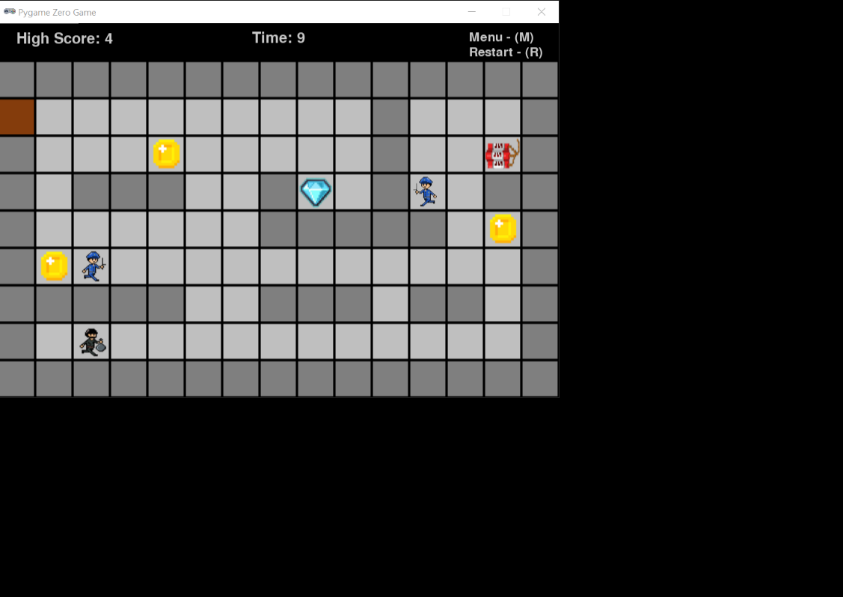 Pygame Zero Game
High Score: 4
Time: 9
Menu - (M)
Restart - (R)